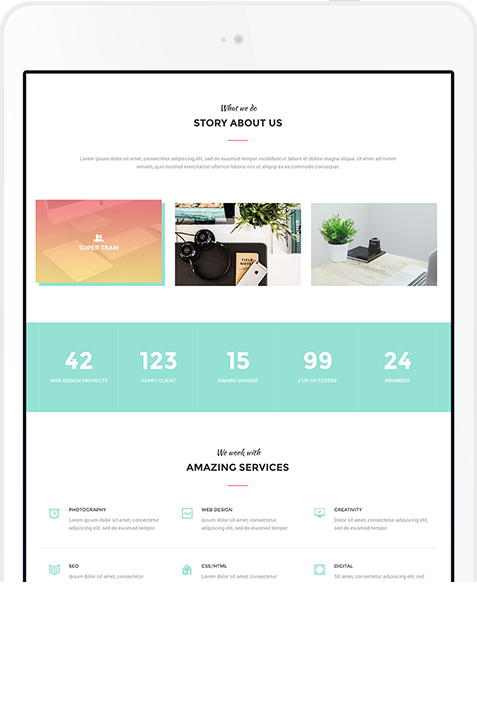 What we do
STORY ABOUT US
Lorem ipsum dolor sit amet, consectetur adipiscing elit, sed do eiusmod tempor incididunt ut labore et dolore magna aliqua. Ut enim ad minim
veniam, quis nostrud exercitation ullamco laboris nisi ut aliquip ex ea commodo consequat.
SUPER TEAM
FIELD
NOTES
42
123
15
99
24
WEB DESIGN PROJECTS
HAPPY CLIENT
AWARD WINNER
CUP OF COFFEE
MEMBERS
We work with
AMAZING SERVICES
PHOTOGRAPHY
Lorem ipsum dolor sit amet, consectetur
adipiscing elit, sed do eiusmod tempor.
WEB DESIGN
Lorem ipsum dolor sit amet, consectetur
adipiscing elit, sed do eiusmod tempor.
CREATIVITY
Dolor sit amet, consectetur adipiscing elit,
sed do eiusmod tempor.
SEO
Ipsum dolor sit amet, consectetur
CSS/HTML
Lorem ipsum dolor sit amet, consectetur
DIGITAL
Sit amet, consectetur adipiscing elit, sed